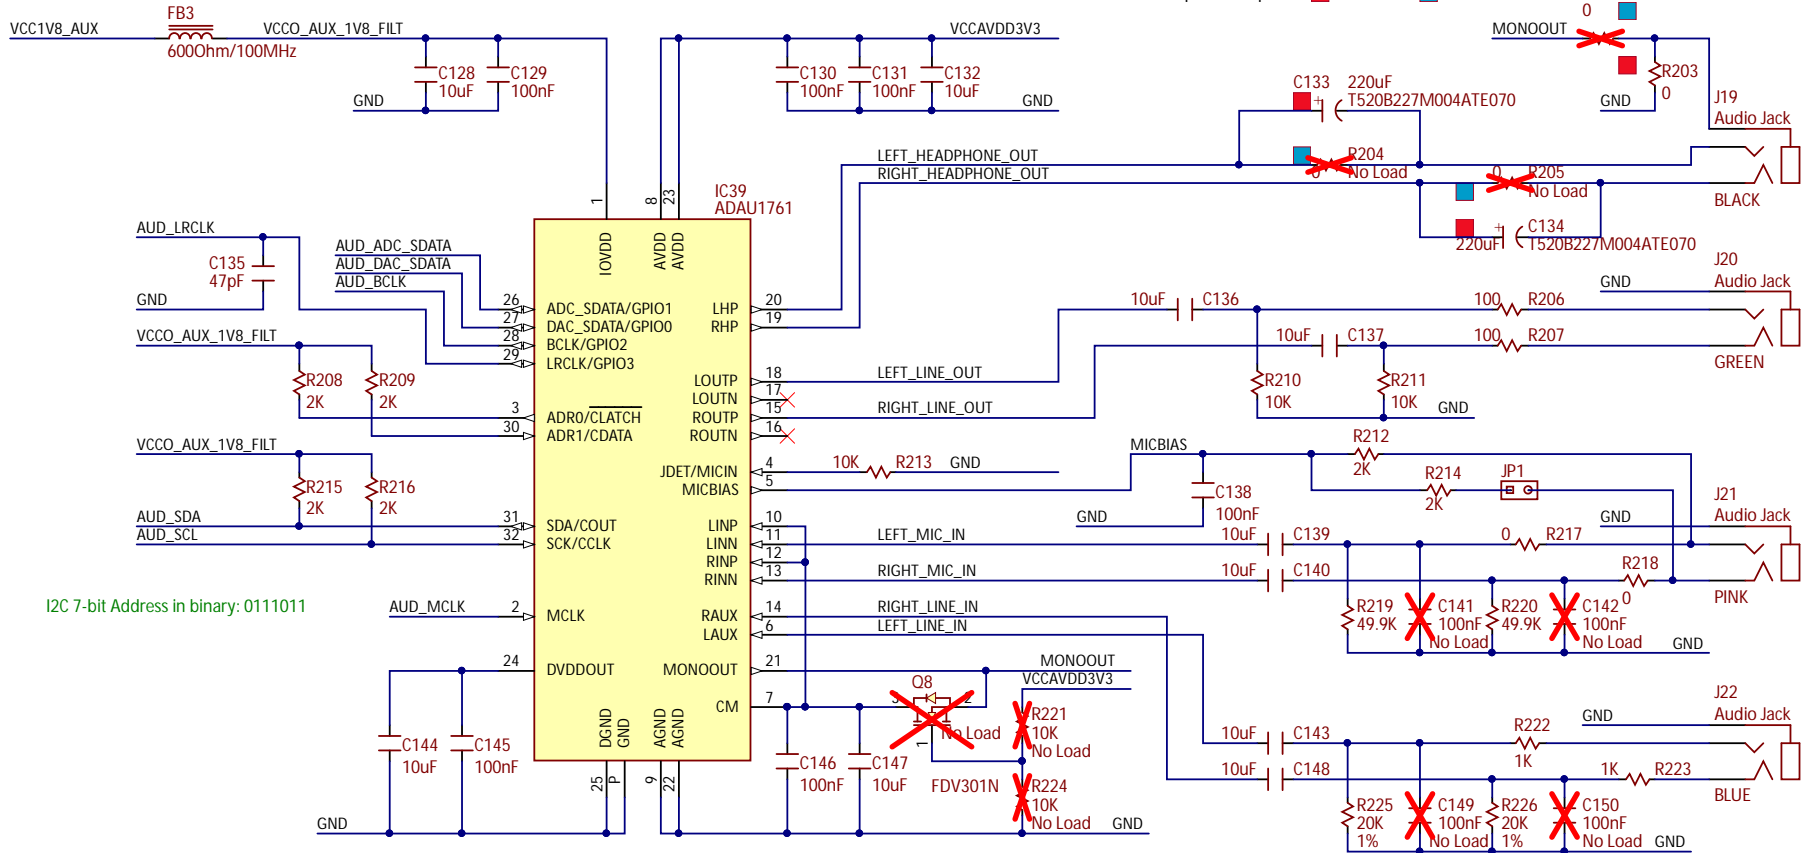 FB3
VCC1V8_AUX
VCCO_AUX_1V8_FILT
600Ohm/100MHz
C128
10uF
C129
100nF
GND
VCCAVDD3V3
C130
100nF
C131
100nF
C132
10uF
GND
0
MONOOUT
R203
0
GND
C133
220uF
+
T520B227M004ATE070
J19
Audio Jack
BLACK
LEFT_HEADPHONE_OUT
RIGHT_HEADPHONE_OUT
R204
0
No Load
0
R205
No Load
+
C134
220uF
T520B227M004ATE070
IC39
ADAU1761
1
8
23
IOVDD
AVDD
AVDD
AUD_LRCLK
C135
47pF
GND
AUD_ADC_SDATA
AUD_DAC_SDATA
AUD_BCLK
26
ADC_SDATA/GPIO1
27
DAC_SDATA/GPIO0
28
BCLK/GPIO2
29
LRCLK/GPIO3
VCCO_AUX_1V8_FILT
R208
2K
R209
2K
3
ADR0/CLATCH
30
ADR1/CDATA
VCCO_AUX_1V8_FILT
R215
2K
R216
2K
AUD_SDA
AUD_SCL
31
SDA/COUT
32
SCK/CCLK
I2C 7-bit Address in binary: 0111011
AUD_MCLK
2
MCLK
24
DVDDOUT
C144
10uF
C145
100nF
GND
DGND
GND
AGND
AGND
25
P
9
22
LHP
20
RHP
19
LOUTP
18
LOUTN
17
ROUTP
15
ROUTN
16
JDET/MICIN
4
MICBIAS
5
LINP
10
LINN
11
RINP
12
RINN
13
RAUX
14
LAUX
6
MONOOUT
21
CM
7
LEFT_LINE_OUT
RIGHT_LINE_OUT
10uF
C136
10uF
C137
R210
10K
R211
10K
GND
100
R206
100
R207
GND
J20
Audio Jack
GREEN
10K
R213
GND
MICBIAS
C138
100nF
GND
R212
2K
R214
2K
JP1
J21
Audio Jack
GND
PINK
LEFT_MIC_IN
RIGHT_MIC_IN
10uF
C139
10uF
C140
0
R217
R218
0
R219
49.9K
C141
100nF
No Load
R220
49.9K
C142
100nF
No Load
GND
RIGHT_LINE_IN
LEFT_LINE_IN
MONOOUT
VCCAVDD3V3
Q8
3
2
1
No Load
FDV301N
R221
10K
No Load
R224
10K
No Load
C146
100nF
C147
10uF
GND
10uF
C143
10uF
C148
R222
1K
1K
R223
GND
J22
Audio Jack
BLUE
R225
20K
1%
C149
100nF
No Load
R226
20K
1%
C150
100nF
No Load
GND